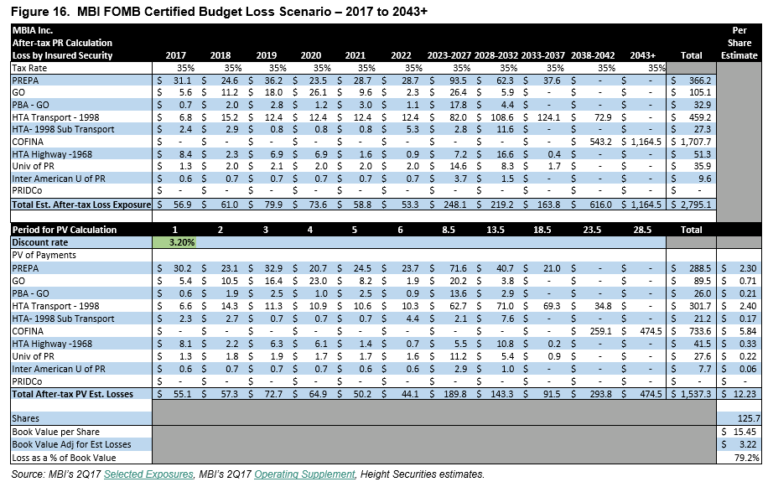 Figure 16. MBI FOMB Certified Budget Loss Scenario – 2017 to 2043+
MBIA Inc. Per
After-tax PR Calculation Share
Loss by Insured Security 2017 2018 2019 2020 2021 2022 2023-2027 2028-2032 2033-2037 2038-2042 2043+ Total Estimate
Tax Rate 35% 35% 35% 35% 35% 35% 35% 35% 35% 35% 35%
PREPA $ 31.1 $ 24.6 $ 36.2 $ 23.5 $ 28.7 $ 28.7 $ 93.5 $ 62.3 $ 37.6 $ - $ - $ 366.2
GO $ 5.6 $ 11.2 $ 18.0 $ 26.1 $ 9.6 $ 2.3 $ 26.4 $ 5.9 $ - $ - $ - $ 105.1
PBA - GO $ 0.7 $ 2.0 $ 2.8 $ 1.2 $ 3.0 $ 1.1 $ 17.8 $ 4.4 $ - $ - $ - $ 32.9
HTA Transport - 1998 $ 6.8 $ 15.2 $ 12.4 $ 12.4 $ 12.4 $ 12.4 $ 82.0 $ 108.6 $ 124.1 $ 72.9 $ - $ 459.2
HTA- 1998 Sub Transport $ 2.4 $ 2.9 $ 0.8 $ 0.8 $ 0.8 $ 5.3 $ 2.8 $ 11.6 $ - $ - $ - $ 27.3
COFINA $ - $ - $ - $ - $ - $ - $ - $ - $ - $ 543.2 $ 1,164.5 $ 1,707.7
HTA Highway -1968 $ 8.4 $ 2.3 $ 6.9 $ 6.9 $ 1.6 $ 0.9 $ 7.2 $ 16.6 $ 0.4 $ - $ - $ 51.3
Univ of PR $ 1.3 $ 2.0 $ 2.1 $ 2.0 $ 2.0 $ 2.0 $ 14.6 $ 8.3 $ 1.7 $ - $ - $ 35.9
Inter American U of PR $ 0.6 $ 0.7 $ 0.7 $ 0.7 $ 0.7 $ 0.7 $ 3.7 $ 1.5 $ - $ - $ - $ 9.6
PRIDCo $ - $ - $ - $ - $ - $ - $ - $ - $ - $ - $ - $ -
Total Est. After-tax Loss Exposure $ 56.9 $ 61.0 $ 79.9 $ 73.6 $ 58.8 $ 53.3 $ 248.1 $ 219.2 $ 163.8 $ 616.0 $ 1,164.5 $ 2,795.1
Period for PV Calculation 1 2 3 4 5 6 8.5 13.5 18.5 23.5 28.5 Total
Discount rate 3.20%
PV of Payments
PREPA $ 30.2 $ 23.1 $ 32.9 $ 20.7 $ 24.5 $ 23.7 $ 71.6 $ 40.7 $ 21.0 $ - $ - $ 288.5 $ 2.30
GO $ 5.4 $ 10.5 $ 16.4 $ 23.0 $ 8.2 $ 1.9 $ 20.2 $ 3.8 $ - $ - $ - $ 89.5 $ 0.71
PBA - GO $ 0.6 $ 1.9 $ 2.5 $ 1.0 $ 2.5 $ 0.9 $ 13.6 $ 2.9 $ - $ - $ - $ 26.0 $ 0.21
HTA Transport - 1998 $ 6.6 $ 14.3 $ 11.3 $ 10.9 $ 10.6 $ 10.3 $ 62.7 $ 71.0 $ 69.3 $ 34.8 $ - $ 301.7 $ 2.40
HTA- 1998 Sub Transport $ 2.3 $ 2.7 $ 0.7 $ 0.7 $ 0.7 $ 4.4 $ 2.1 $ 7.6 $ - $ - $ - $ 21.2 $ 0.17
COFINA $ - $ - $ - $ - $ - $ - $ - $ - $ - $ 259.1 $ 474.5 $ 733.6 $ 5.84
HTA Highway -1968 $ 8.1 $ 2.2 $ 6.3 $ 6.1 $ 1.4 $ 0.7 $ 5.5 $ 10.8 $ 0.2 $ - $ - $ 41.5 $ 0.33
Univ of PR $ 1.3 $ 1.8 $ 1.9 $ 1.7 $ 1.7 $ 1.6 $ 11.2 $ 5.4 $ 0.9 $ - $ - $ 27.6 $ 0.22
Inter American U of PR $ 0.6 $ 0.7 $ 0.7 $ 0.6 $ 0.6 $ 0.6 $ 2.9 $ 1.0 $ - $ - $ - $ 7.7 $ 0.06
PRIDCo $ - $ - $ - $ - $ - $ - $ - $ - $ - $ - $ - $ - $ -
Total After-tax PV Est. Losses $ 55.1 $ 57.3 $ 72.7 $ 64.9 $ 50.2 $ 44.1 $ 189.8 $ 143.3 $ 91.5 $ 293.8 $ 474.5 $ 1,537.3 $ 12.23
Shares 125.7
Book Value per Share $ 15.45
Book Value Adj for Est Losses $ 3.22
Loss as a % of Book Value 79.2%
Source: MBI's 2Q17 Selected Exposures, MBI's 2Q17 Operating Supplement, Height Securities estimates.